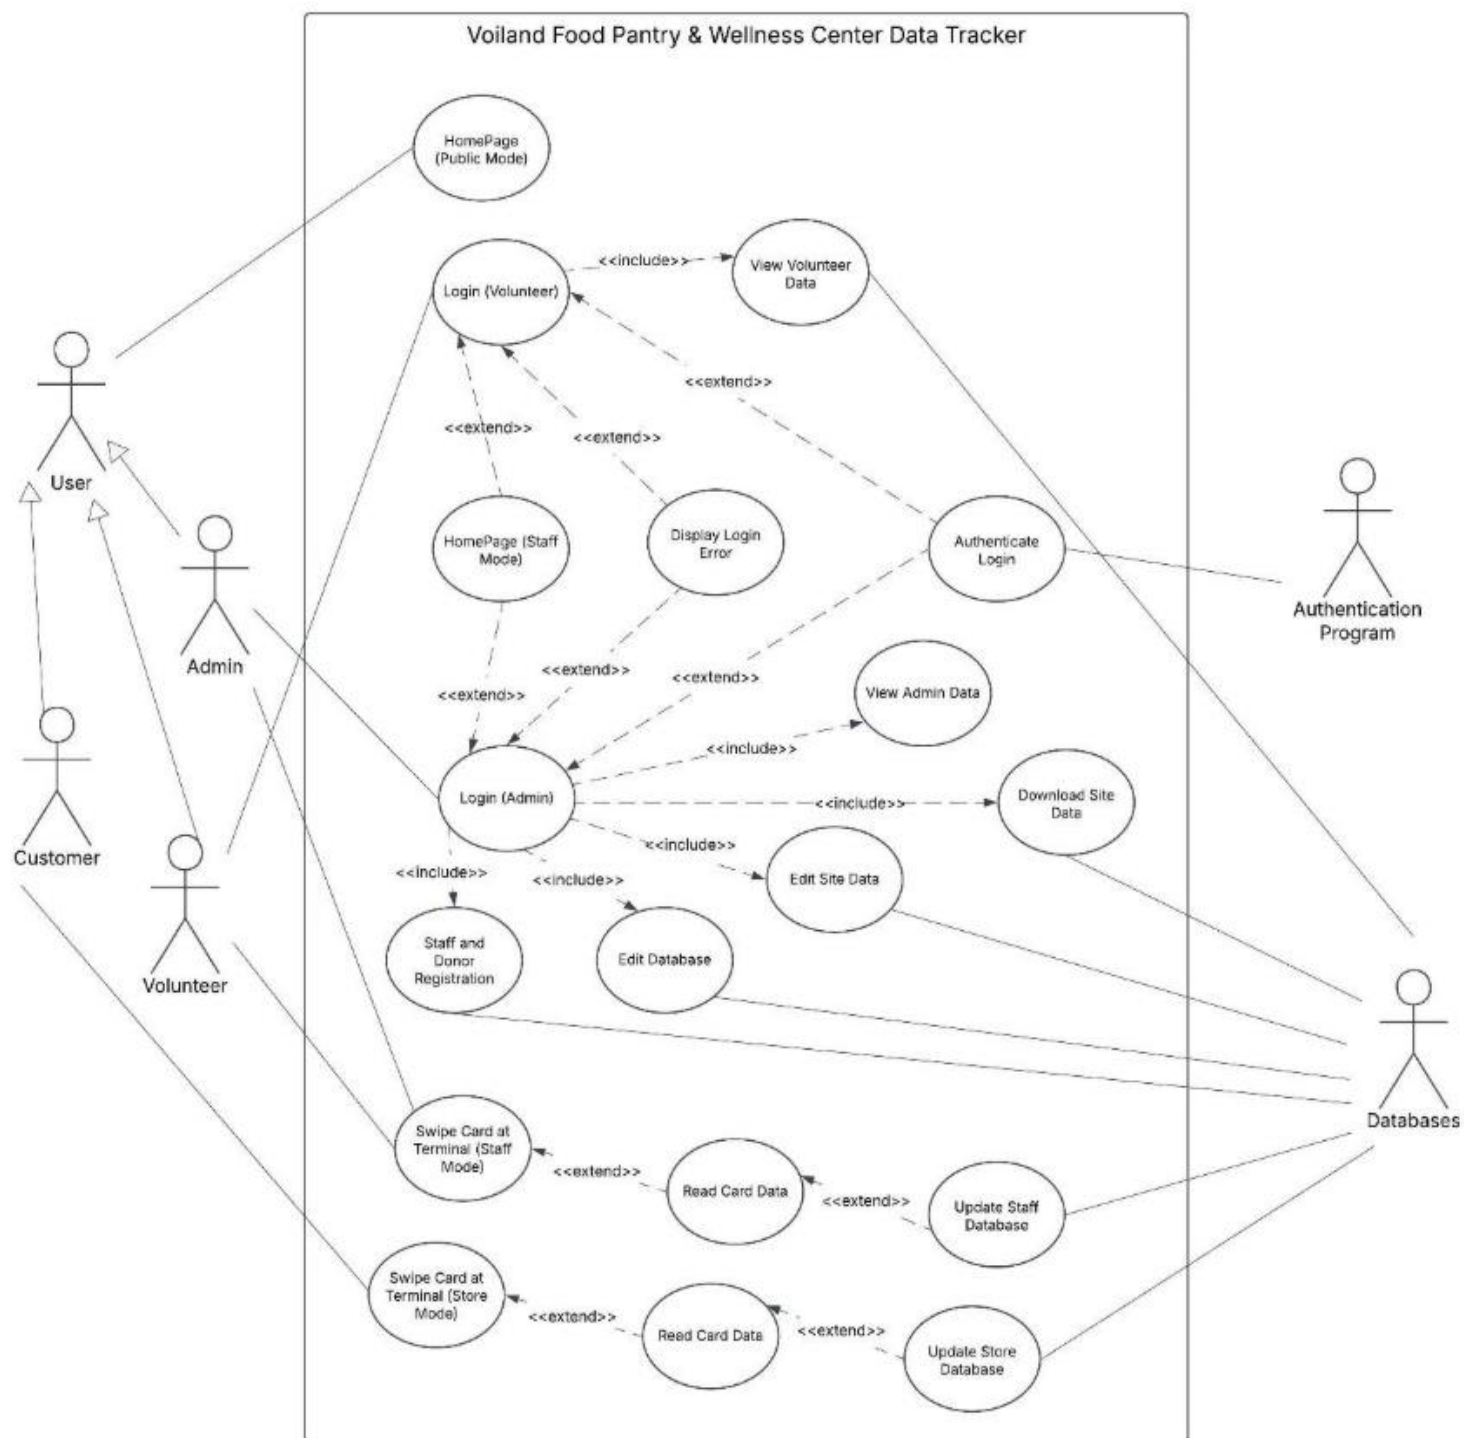 Voiland Food Pantry & Wellness Center Data Tracker
HomePage
(Public Mode)
Login (Volunteer)
<<include>>
View Volunteer
Data
<<extend>>
<<extend>>
<<extend>>
User
HomePage (Staff
Mode)
Display Login
Error
Authenticate
Login
Authentication
Program
Admin
<<extend>>
<<extend>>
<<extend>>
View Admin Data
<<include>>
Login (Admin)
<<include>>
Download Site
Data
Customer
<<include>>
<<include>>
<<include>>
Edit Site Data
Volunteer
Staff and
Donor
Registration
Edit Database
Databases
Swipe Card at
Terminal (Staff
Mode)
<<extend>>
Read Card Data
<<extend>>
Update Staff
Database
Swipe Card at
Terminal (Store
Mode)
<<extend>>
Read Card Data
<<extend>>
Update Store
Database